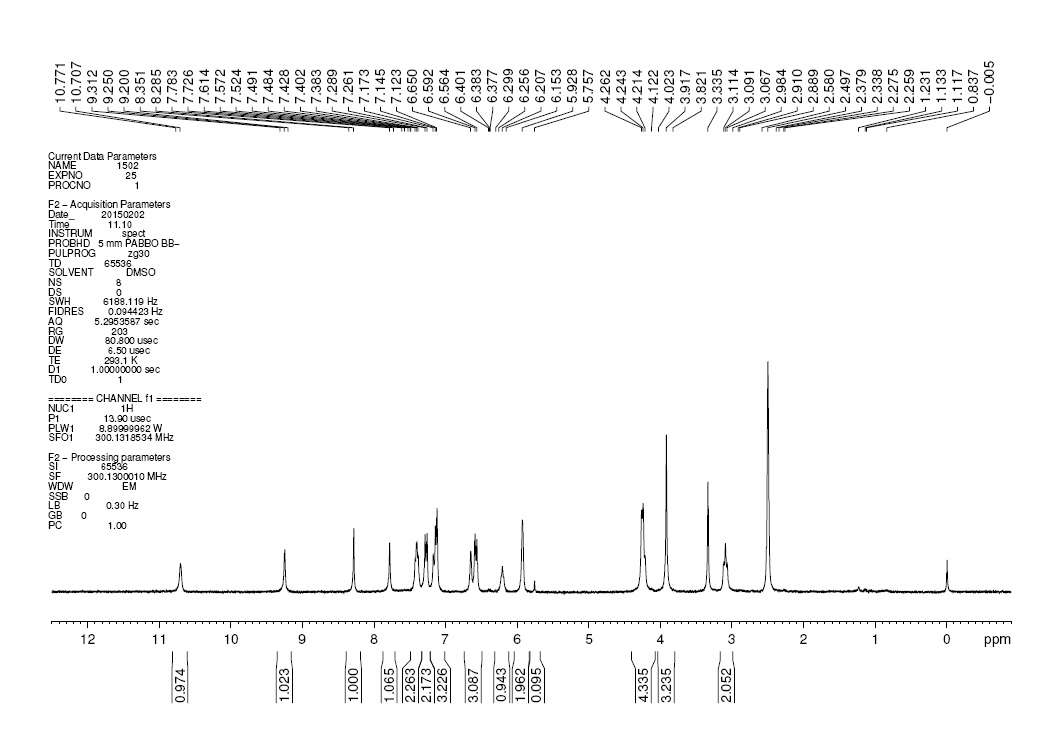 10.771
10.707
9.312
9.250
9.200
8.351
8.285
7.783
7.726
7.614
7.572
7.524
7.491
7.484
7.428
7.402
7.383
7.289
7.261
7.173
7.145
7.123
6.650
6.592
6.564
6.401
6.383
6.377
6.299
6.256
6.207
6.153
5.928
5.757
4.262
4.243
4.214
4.122
4.023
3.917
3.821
3.335
3.114
3.091
3.067
2.984
2.910
2.889
2.580
2.497
2.379
2.338
2.275
2.259
1.231
1.133
1.117
0.837
-0.005
Current Data Parameters
NAME 1502
EXPNO 25
PROCNO 1
F2 - Acquisition Parameters
Date_ 20150202
Time 11.10
INSTRUM spect
PROBHD 5 mm PABBO BB-
PULPROG zg30
TD 65536
SOLVENT DMSO
NS 8
DS 0
SWH 6188.119 Hz
FIDRES 0.094423 Hz
AQ 5.2953587 sec
RG 203
DW 80.800 usec
DE 6.50 usec
TE 293.1 K
D1 1.00000000 sec
TD0 1
======== CHANNEL f1 ========
NUC1 1H
P1 13.90 usec
PLW1 8.89999962 W
SFO1 300.1318534 MHz
F2 - Processing parameters
SI 65536
SF 300.1300010 MHz
WDW EM
SSB 0
LB 0.30 Hz
GB 0
PC 1.00
12 11 10 9 8 7 6 5 4 3 2 1 0 ppm
0.974
1.023
1.000
1.065
2.263
2.173
3.226
3.087
0.943
1.962
0.095
4.335
3.235
2.052